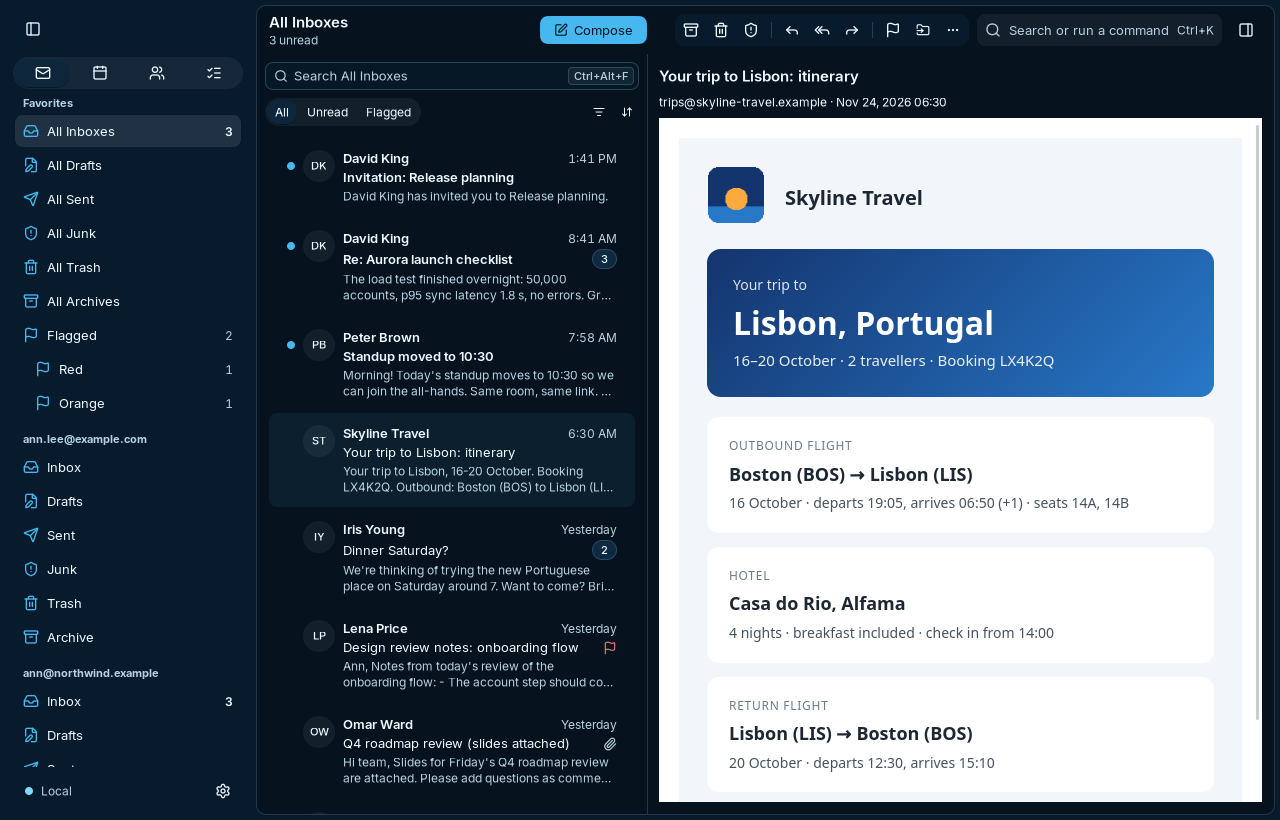 All Inboxes
3 unread
Compose
Search or run a command
Ctrl+K
Favorites
All Inboxes
3
All Drafts
All Sent
All Junk
All Trash
All Archives
Flagged
2
Red
1
Orange
1
ann.lee@example.com
Inbox
Drafts
Sent
Junk
Trash
Archive
ann@northwind.example
Inbox
3
Drafts
Local
Search All Inboxes
Ctrl+Alt+F
All
Unread
Flagged
DK
David King
1:41 PM
Invitation: Release planning
David King has invited you to Release planning.
DK
David King
8:41 AM
Re: Aurora launch checklist
3
The load test finished overnight: 50,000
accounts, p95 sync latency 1.8 s, no errors. Gr...
PB
Peter Brown
7:58 AM
Standup moved to 10:30
Morning! Today's standup moves to 10:30 so we
can join the all-hands. Same room, same link. ...
ST
Skyline Travel
6:30 AM
Your trip to Lisbon: itinerary
Your trip to Lisbon, 16-20 October. Booking
LX4K2Q. Outbound: Boston (BOS) to Lisbon (LI...
IY
Iris Young
Yesterday
Dinner Saturday?
2
We're thinking of trying the new Portuguese
place on Saturday around 7. Want to come? Bri...
LP
Lena Price
Yesterday
Design review notes: onboarding flow
Ann, Notes from today's review of the
onboarding flow: - The account step should co...
OW
Omar Ward
Yesterday
Q4 roadmap review (slides attached)
Hi team, Slides for Friday's Q4 roadmap review
are attached. Please add questions as comme...
Your trip to Lisbon: itinerary
trips@skyline-travel.example · Nov 24, 2026 06:30
Skyline Travel
Your trip to
Lisbon, Portugal
16–20 October · 2 travellers · Booking LX4K2Q
OUTBOUND FLIGHT
Boston (BOS) → Lisbon (LIS)
16 October · departs 19:05, arrives 06:50 (+1) · seats 14A, 14B
HOTEL
Casa do Rio, Alfama
4 nights · breakfast included · check in from 14:00
RETURN FLIGHT
Lisbon (LIS) → Boston (BOS)
20 October · departs 12:30, arrives 15:10